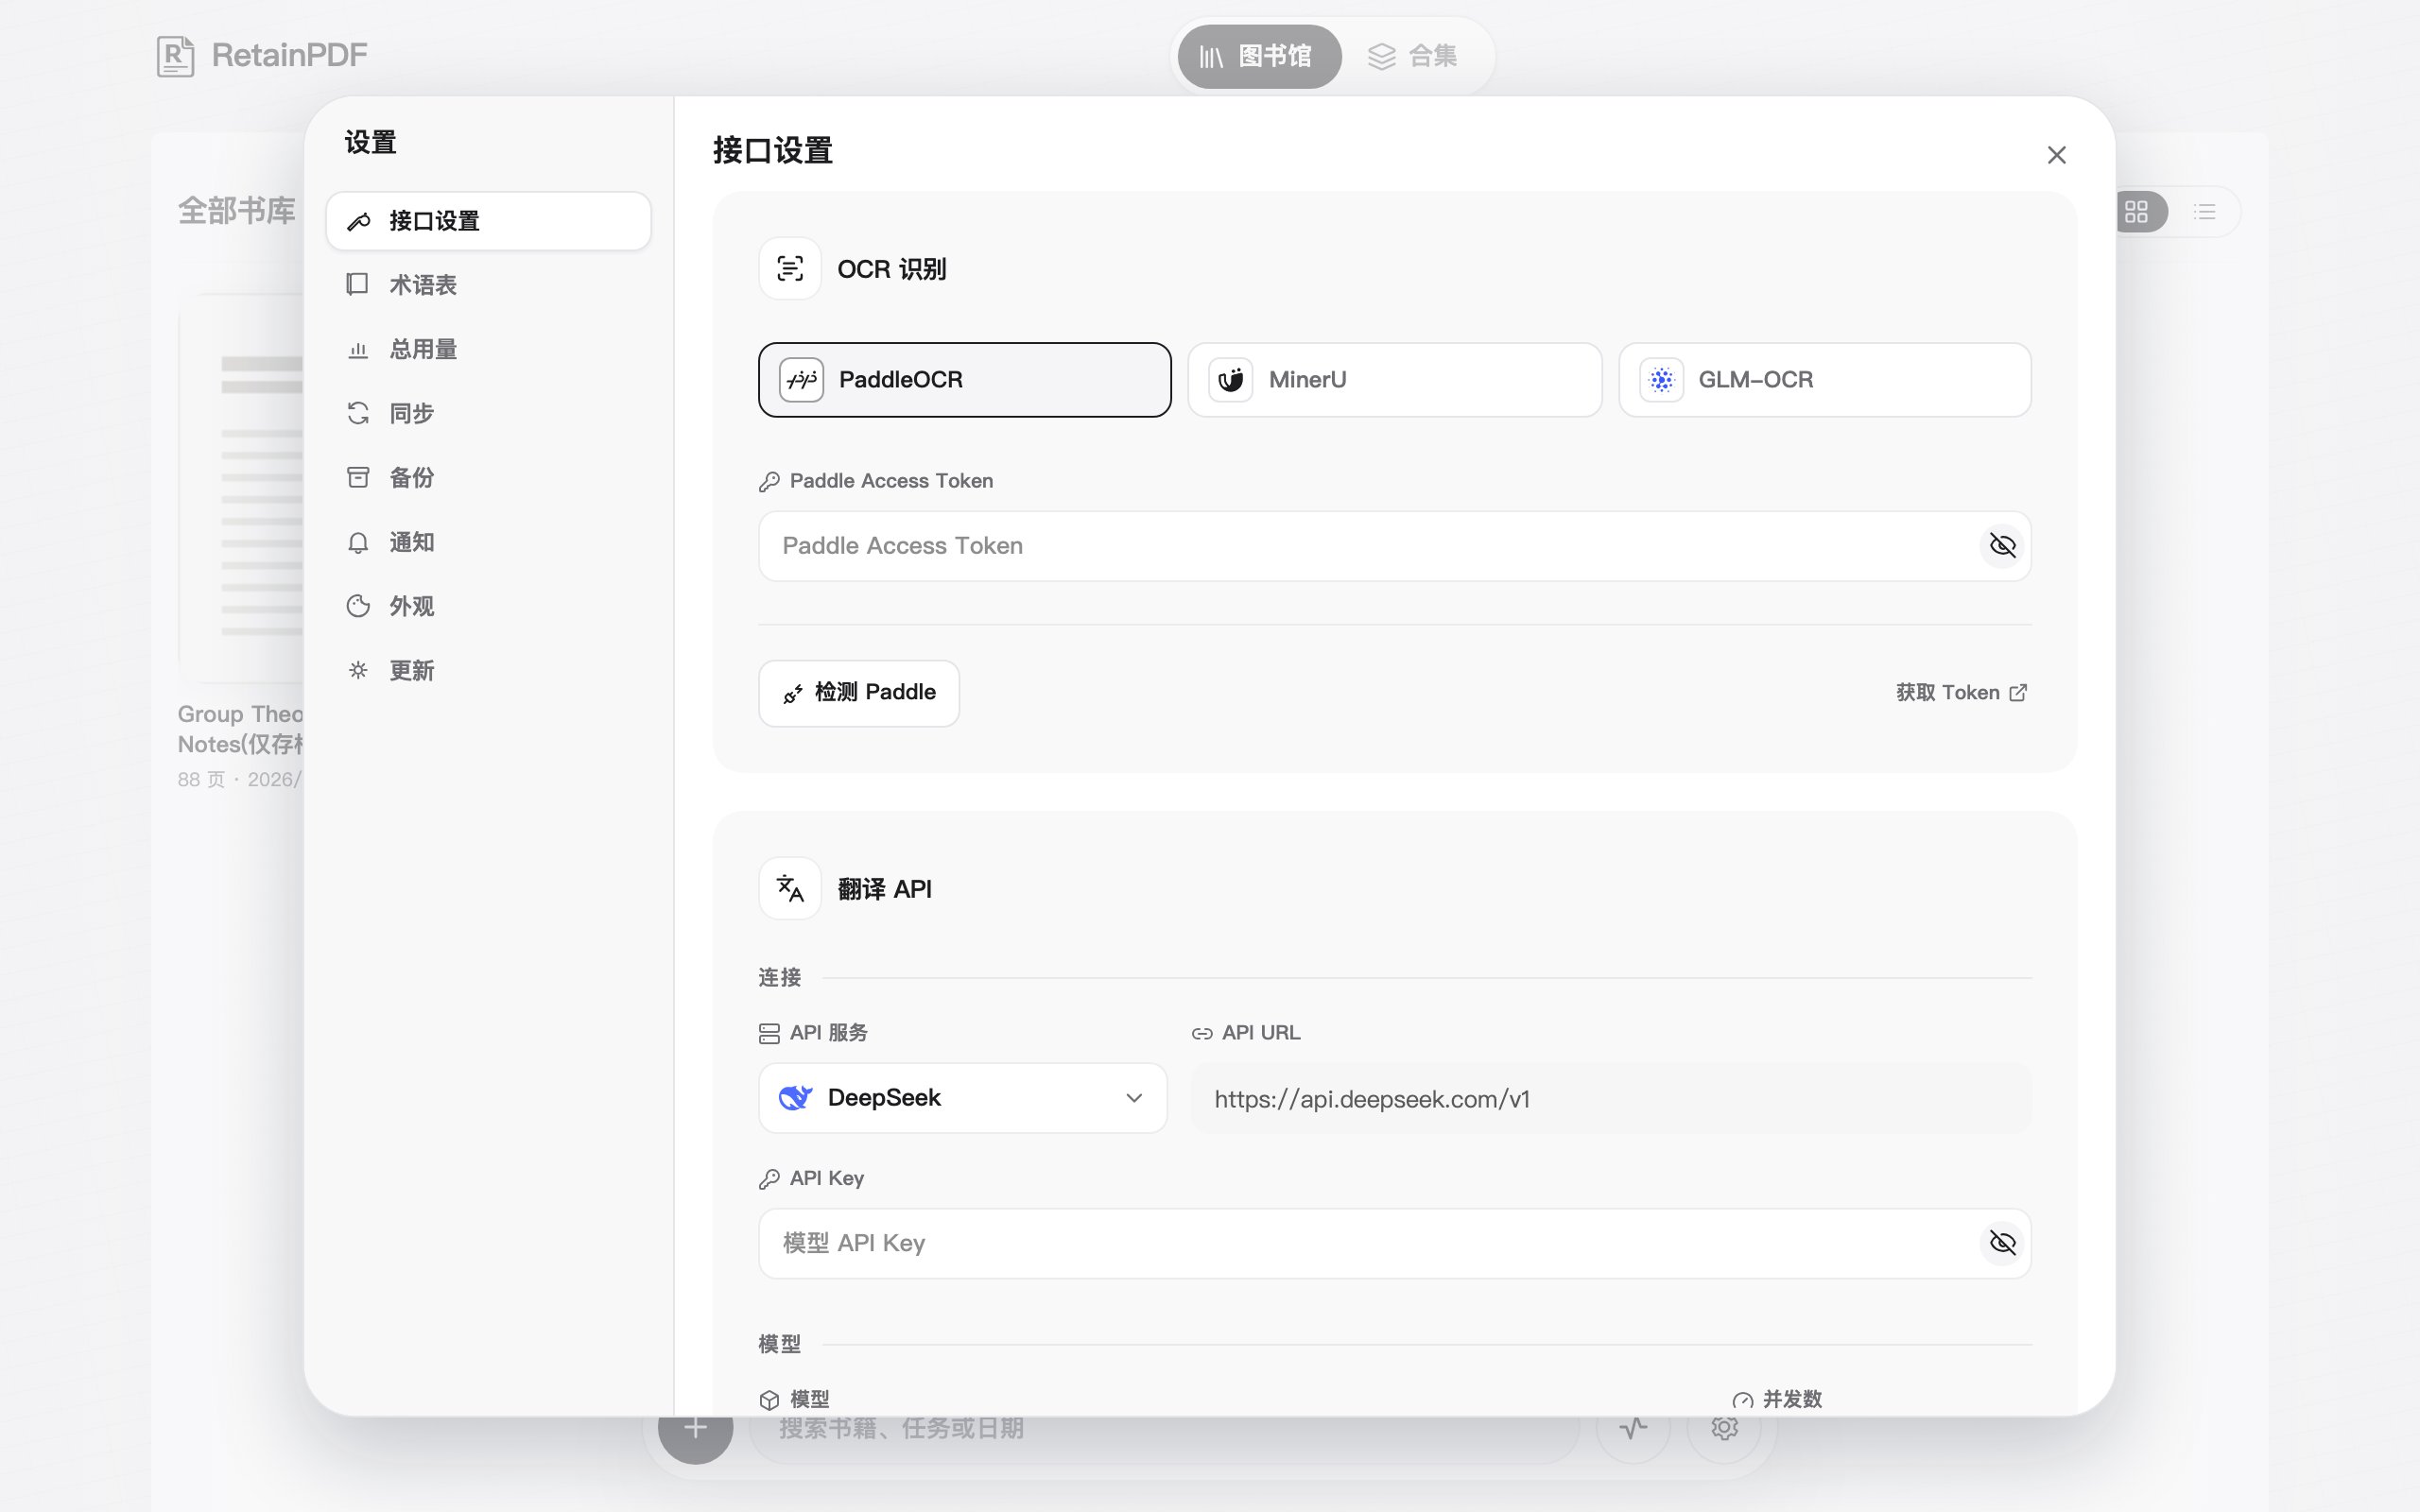 RetainPDF
图书馆
合集
全部书库
Group Theo
Notes(仅存
88 页 · 2026/
设置
接口设置
术语表
总用量
同步
备份
通知
外观
更新
接口设置
OCR 识别
PaddleOCR
MinerU
GLM-OCR
Paddle Access Token
Paddle Access Token
检测 Paddle
获取 Token
翻译 API
连接
API 服务
API URL
DeepSeek
https://api.deepseek.com/v1
API Key
模型 API Key
模型
模型
并发数
搜索书籍、任务或日期